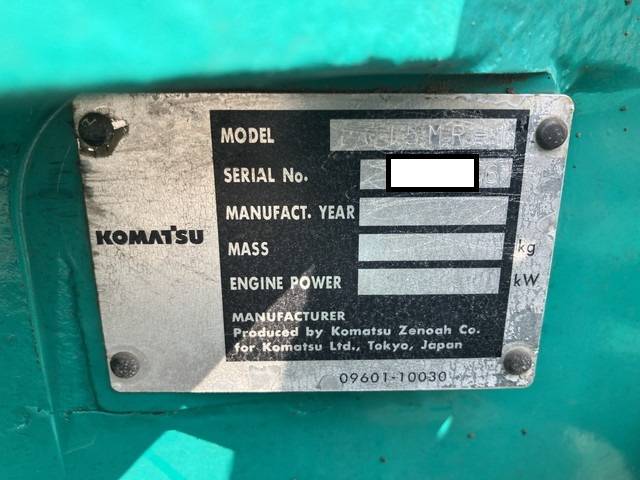 MODEL
SERIAL No.
MANUFACT. YEAR
KOMATSU
MASS kg
ENGINE POWER kW
MANUFACTURER
Produced by Komatsu Zenoah Co.
for Komatsu Ltd., Tokyo, Japan
09601-10030